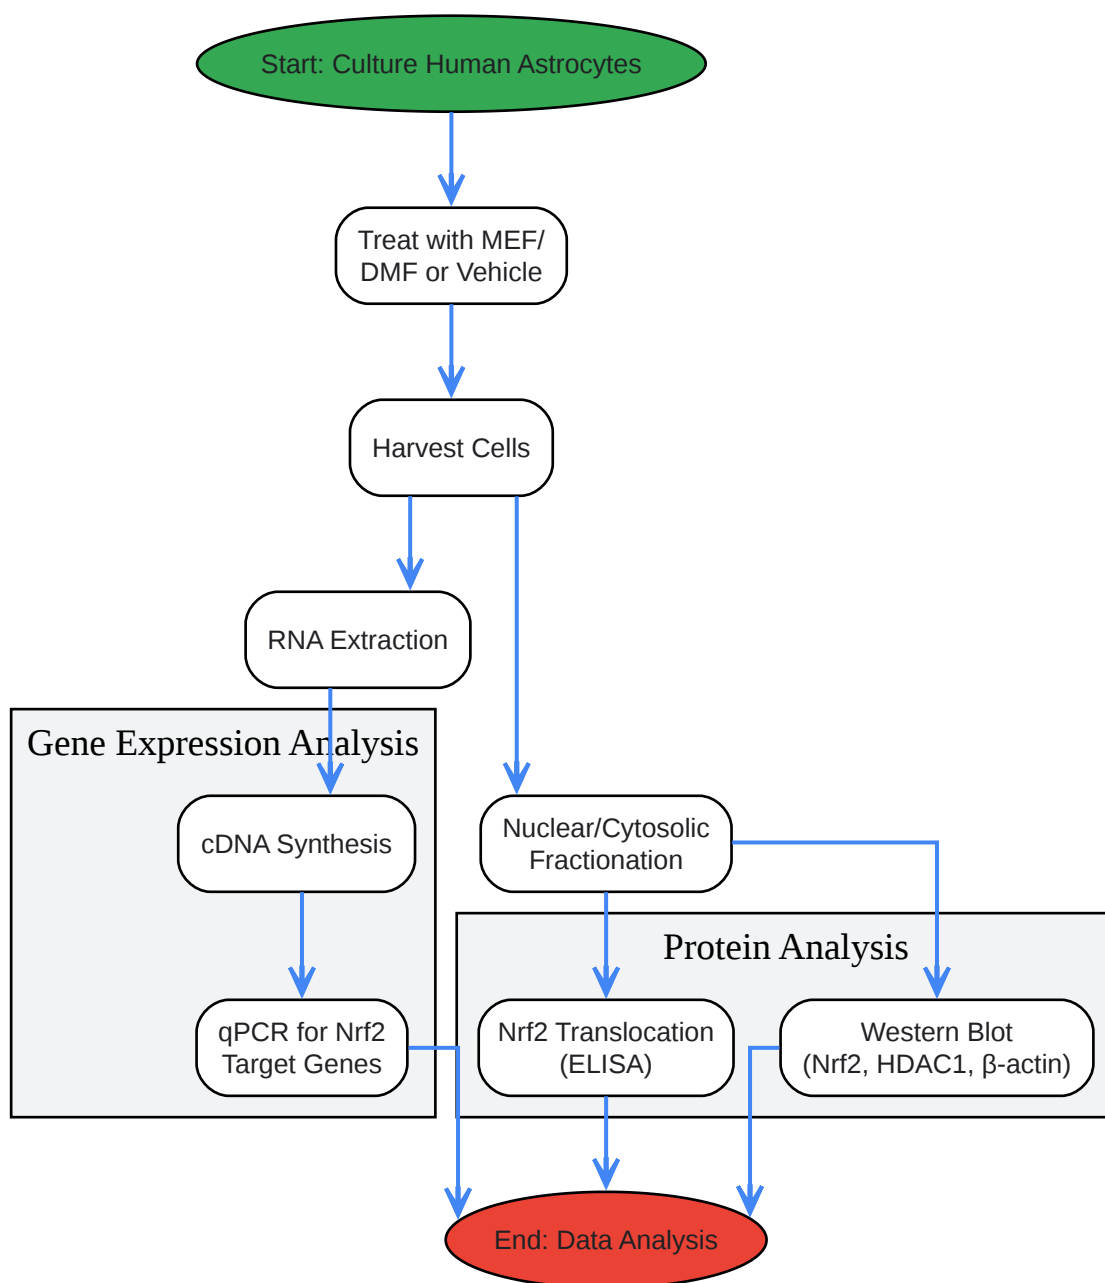 Start: Culture Human Astrocytes
Treat with MEF/
DMF or Vehicle
Harvest Cells
RNA Extraction
Gene Expression Analysis
cDNA Synthesis
Nuclear/Cytosolic
Fractionation
Protein Analysis
qPCR for Nrf2
Target Genes
Nrf2 Translocation
(ELISA)
Western Blot
(Nrf2, HDAC1, β-actin)
End: Data Analysis